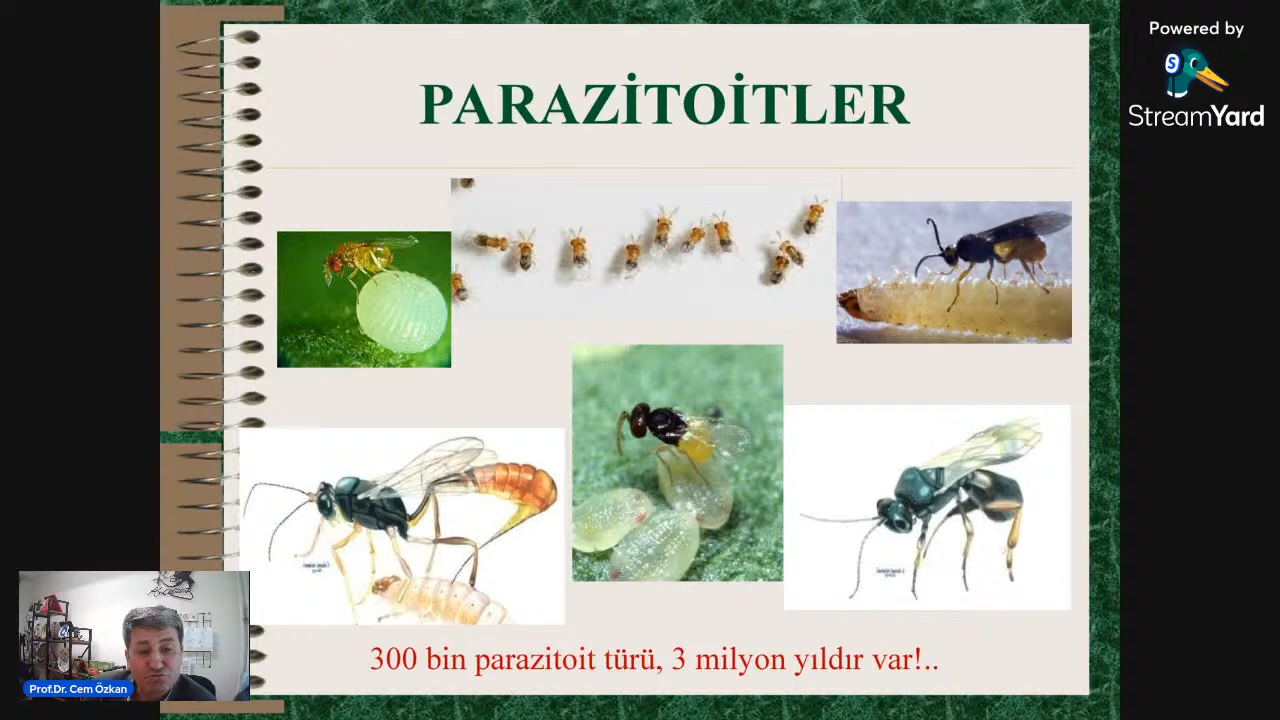 Powered by
StreamYard
PARAZİTOİTLER
300 bin parazitoit türü, 3 milyon yıldır var!..
Prof.Dr. Cem Özkan